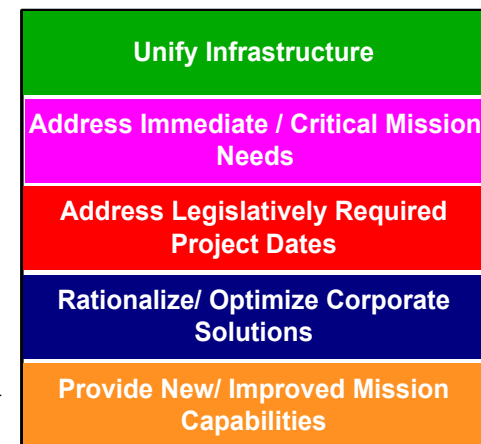 Unify Infrastructure
Address Immediate / Critical Mission
Needs
Address Legislatively Required
Project Dates
Rationalize/ Optimize Corporate
Solutions
Provide New/ Improved Mission
Capabilities